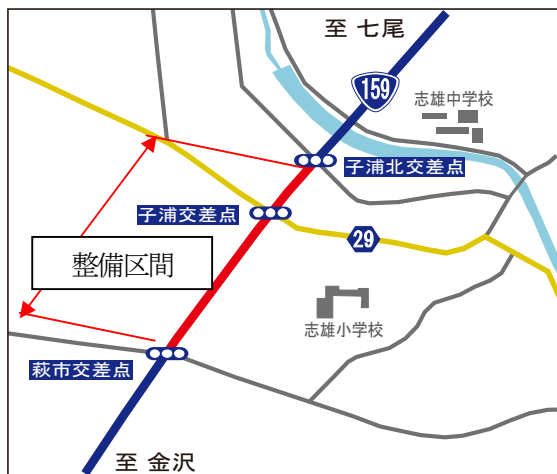 至 七尾
159
志雄中学校
子浦北交差点
子浦交差点
29
整備区間
志雄小学校
萩市交差点
至 金沢